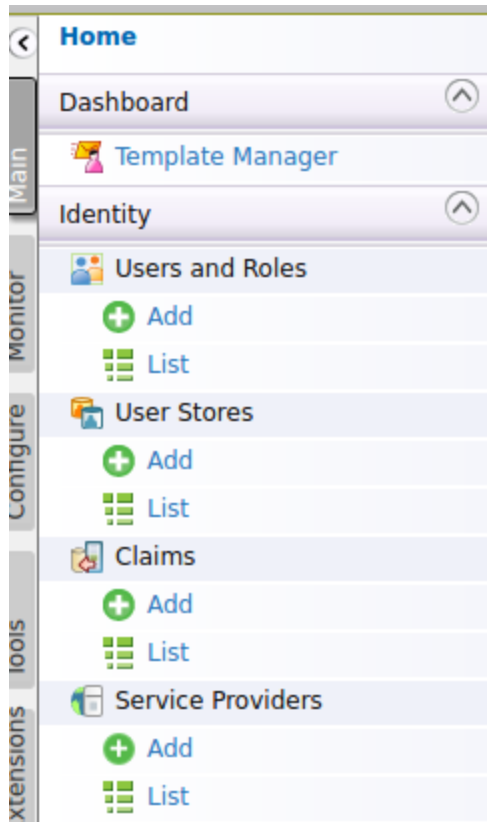 Home
Dashboard
Template Manager
Identity
Users and Roles
Add
List
User Stores
Add
List
Claims
Add
List
Service Providers
Add
List
Main
Monitor
Configure
Tools
xtensions